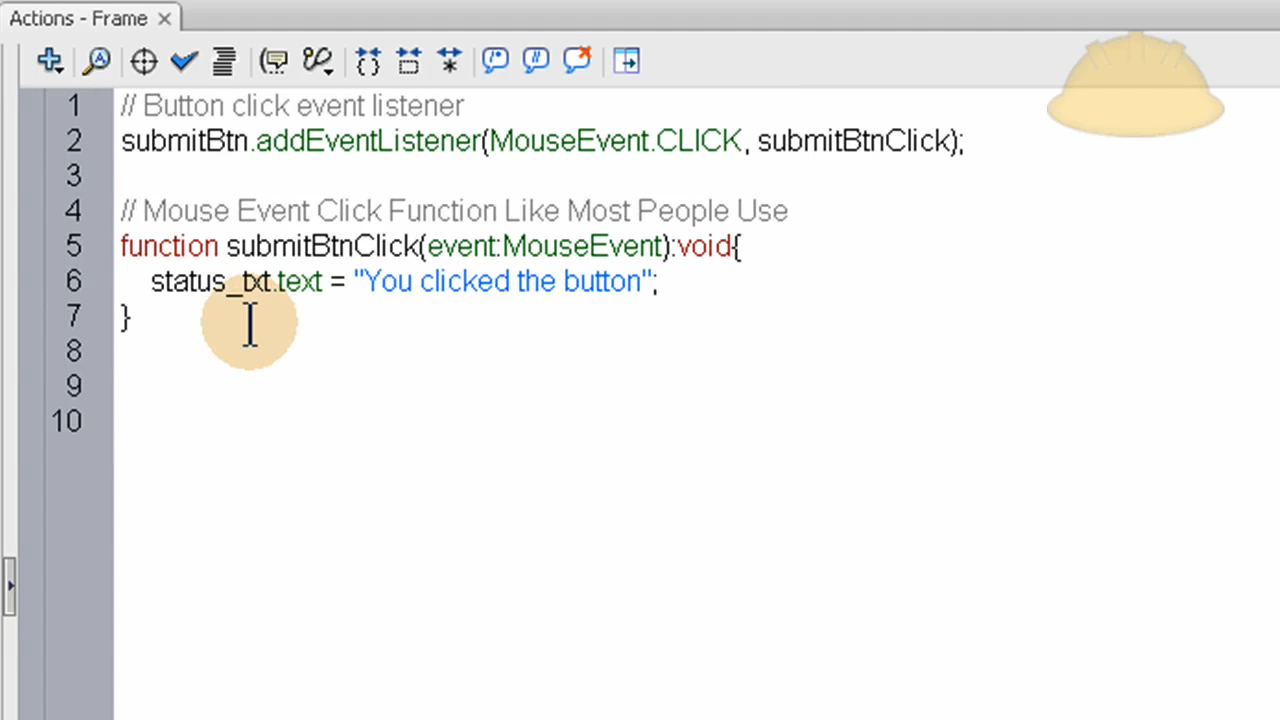 Actions - Frame
1 // Button click event listener
2 submitBtn.addEventListener(MouseEvent.CLICK, submitBtnClick);
3
4 // Mouse Event Click Function Like Most People Use
5 function submitBtnClick(event:MouseEvent):void{
6 status_txt.text = "You clicked the button";
7 }
8
9
10